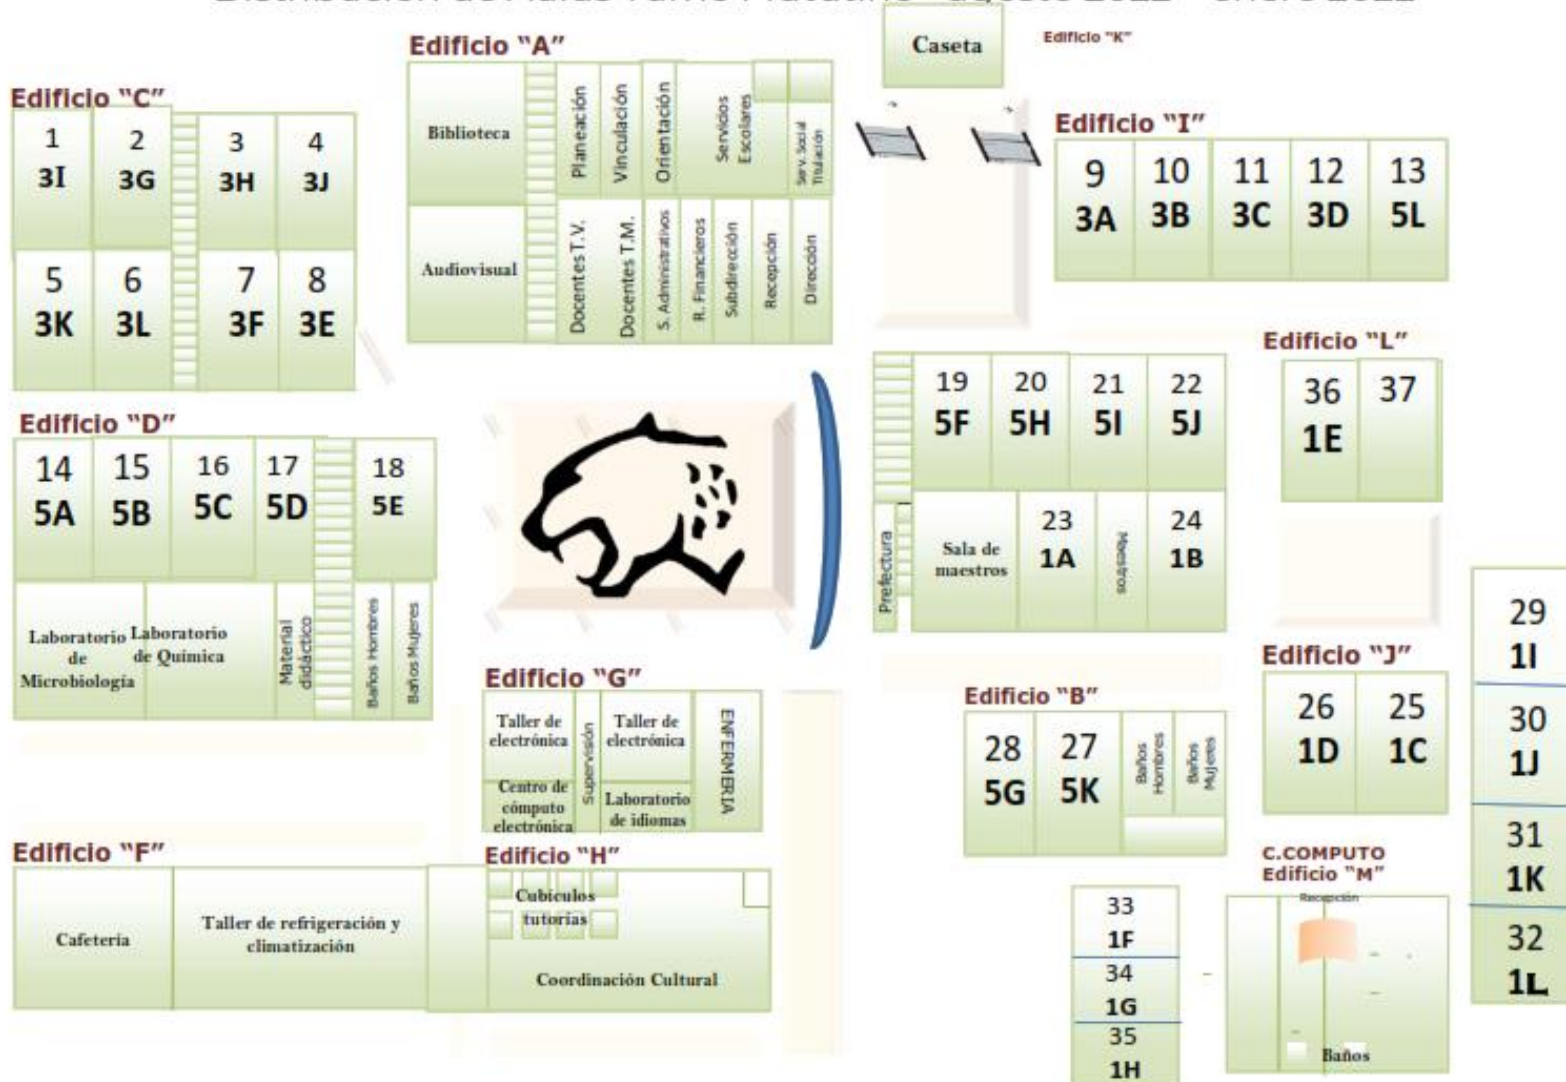 Edificio “A”
Caseta
Edificio “K”
Edificio “C”
1
3I
2
3G
3
3H
4
3J
5
3K
6
3L
7
3F
8
3E
Biblioteca
Planeación
Vinculación
Orientación
Servicios
Escolares
Serv. Social
Titulación
Audiovisual
Docentes T.V.
Docentes T.M.
S. Administrativos
R. Financieros
Subdirección
Recepción
Dirección
Edificio “I”
9
3A
10
3B
11
3C
12
3D
13
5L
Edificio “D”
14
5A
15
5B
16
5C
17
5D
18
5E
Laboratorio
de
Microbiología
Laboratorio
de Química
Material
didáctico
Baños Hombres
Baños Mujeres
19
5F
20
5H
21
5I
22
5J
Prefectura
Sala de
maestros
23
1A
Maestros
24
1B
Edificio “L”
36
1E
37
Edificio “G”
Taller de
electrónica
Supervisión
Taller de
electrónica
ENFERMERIA
Centro de
cómputo
electrónica
Laboratorio
de idiomas
Edificio “B”
28
5G
27
5K
Baños
Hombres
Baños
Mujeres
Edificio “J”
26
1D
25
1C
29
1I
30
1J
31
1K
32
1L
Edificio “F”
Cafetería
Taller de refrigeración y
climatización
Edificio “H”
Cubículos
tutorías
Coordinación Cultural
33
1F
34
1G
35
1H
C.COMPUTO
Edificio “M”
Recepción
Baños